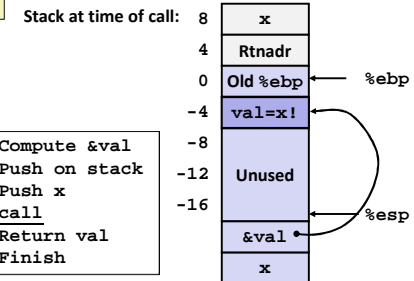 Stack at time of call:
8 x
4 Rtnadr
0 Old %ebp %ebp
-4 val=x!
-8
-12 Unused
-16
%esp
&val
x
Compute &val
Push on stack
Push x
call
Return val
Finish